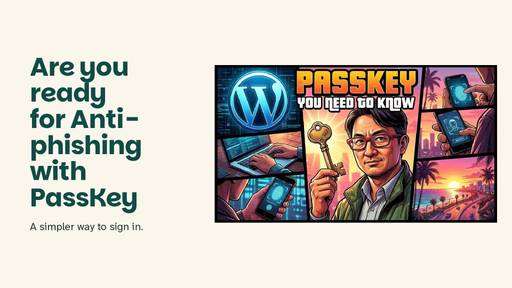 Are you
ready
for Anti-
phishing
with
PassKey
A simpler way to sign in.
PASSKEY
YOU NEED TO KNOW
W